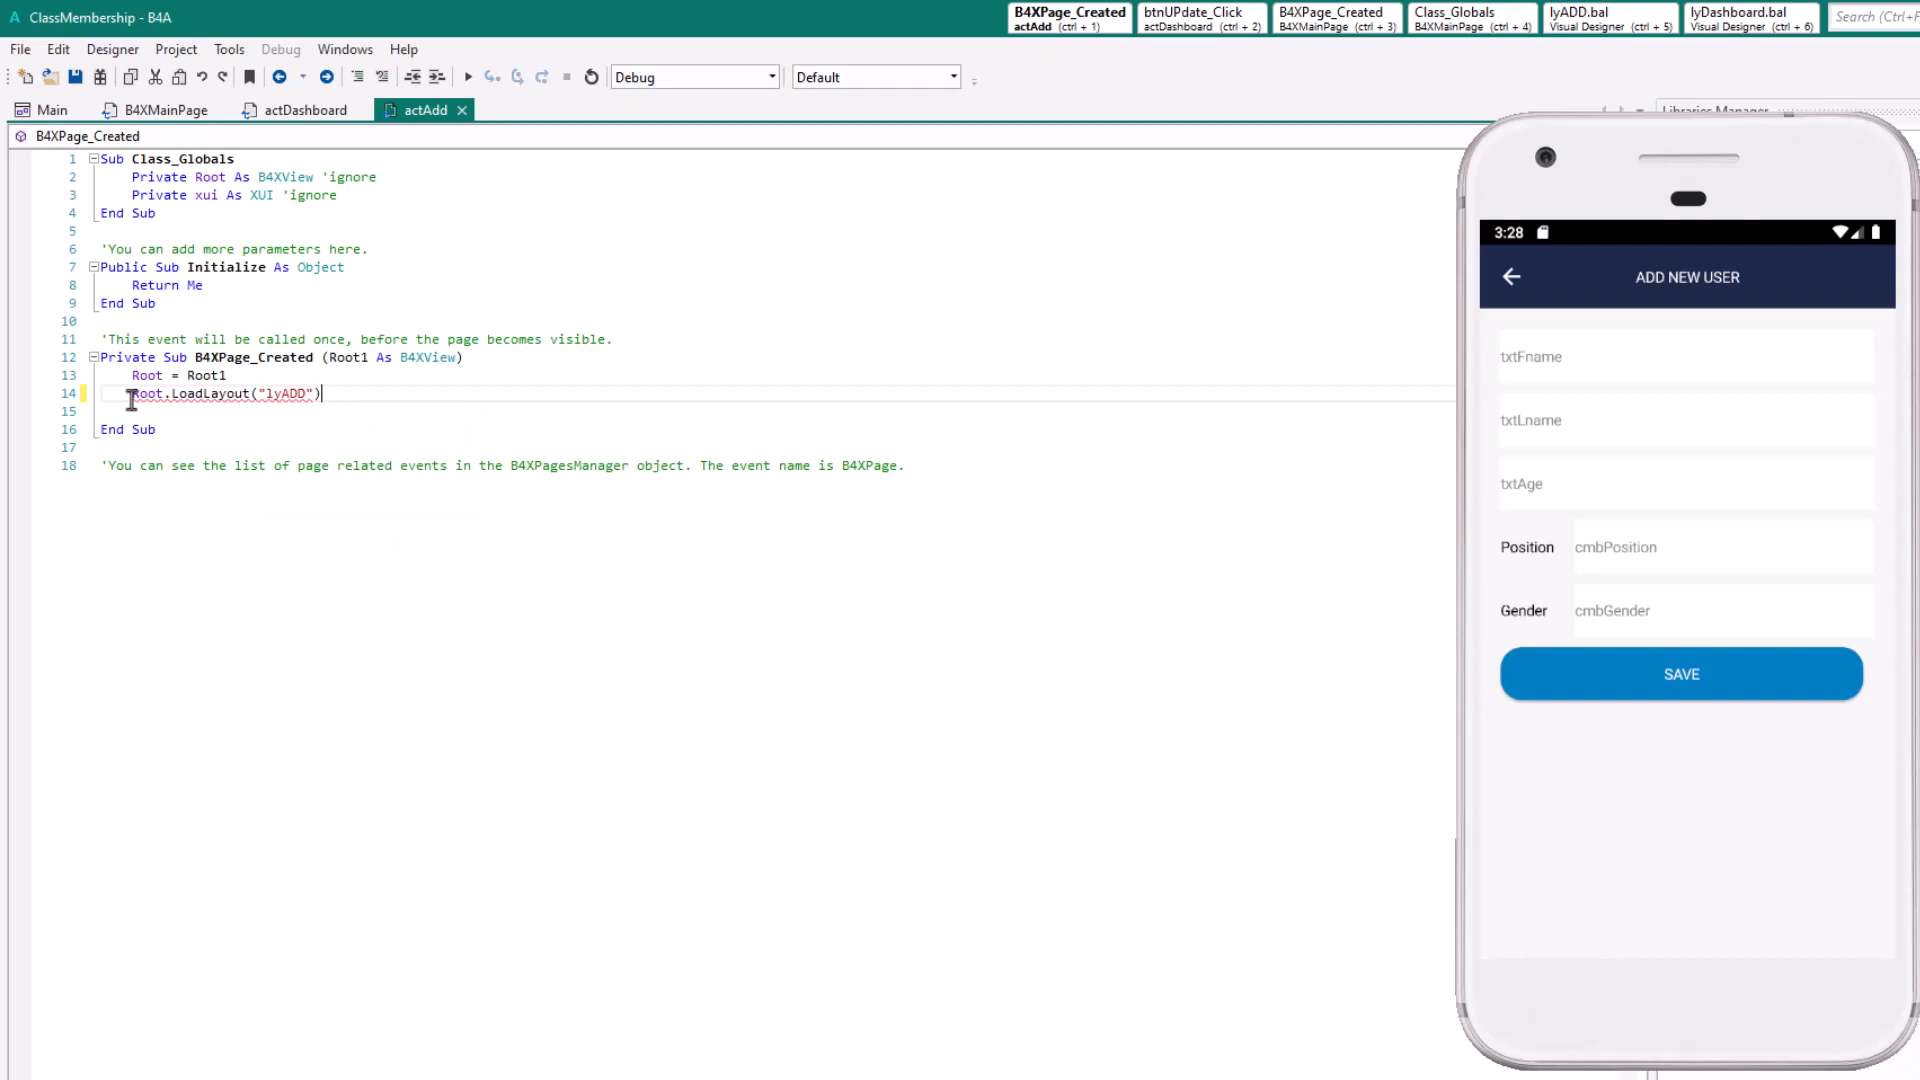 ClassMembership - B4A
B4XPage_Created
actAdd (ctrl + 1)
btnUPdate_Click
actDashboard (ctrl + 2)
B4XPage_Created
B4XMainPage (ctrl + 3)
Class_Globals
B4XMainPage (ctrl + 4)
lyADD.bal
Visual Designer (ctrl + 5)
lyDashboard.bal
Visual Designer (ctrl + 6)
Search (Ctrl+F
File Edit Designer Project Tools Debug Windows Help
Debug Default
Main B4XMainPage actDashboard actAdd
Libraries Manager
B4XPage_Created
1 Sub Class_Globals
2 Private Root As B4XView 'ignore
3 Private xui As XUI 'ignore
4 End Sub
5
6 'You can add more parameters here.
7 Public Sub Initialize As Object
8 Return Me
9 End Sub
10
11 'This event will be called once, before the page becomes visible.
12 Private Sub B4XPage_Created (Root1 As B4XView)
13 Root = Root1
14 Root.LoadLayout("lyADD")
15
16 End Sub
17
18 'You can see the list of page related events in the B4XPagesManager object. The event name is B4XPage.
3:28
ADD NEW USER
txtFname
txtLname
txtAge
Position cmbPosition
Gender cmbGender
SAVE